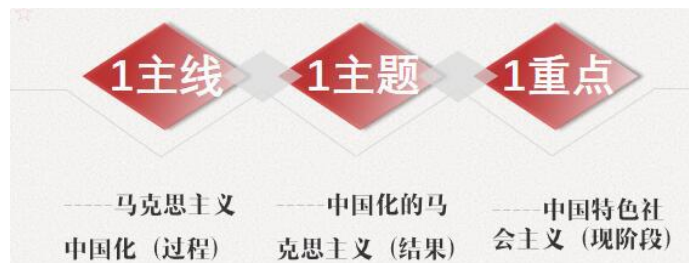 1主线
1主题
1重点
-----马克思主义
中国化（过程）
-----中国化的马
克思主义（结果）
-----中国特色社
会主义（现阶段）